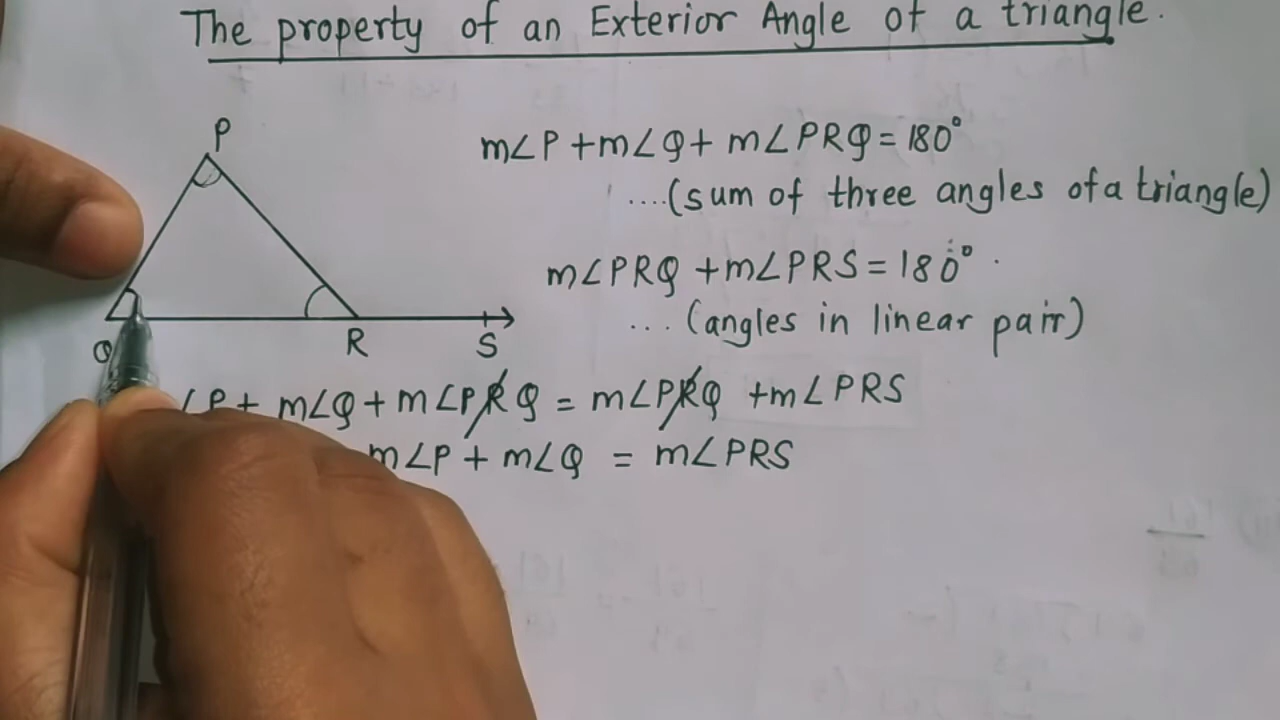 The property of an Exterior Angle of a triangle.
P
m∠P + m∠Q + m∠PRQ = 180°
....(sum of three angles of a triangle)
m∠PRQ + m∠PRS = 180°
... (angles in linear pair)
Q R S
∠P + m∠Q + m∠PRQ = m∠PRQ + m∠PRS
m∠P + m∠Q = m∠PRS